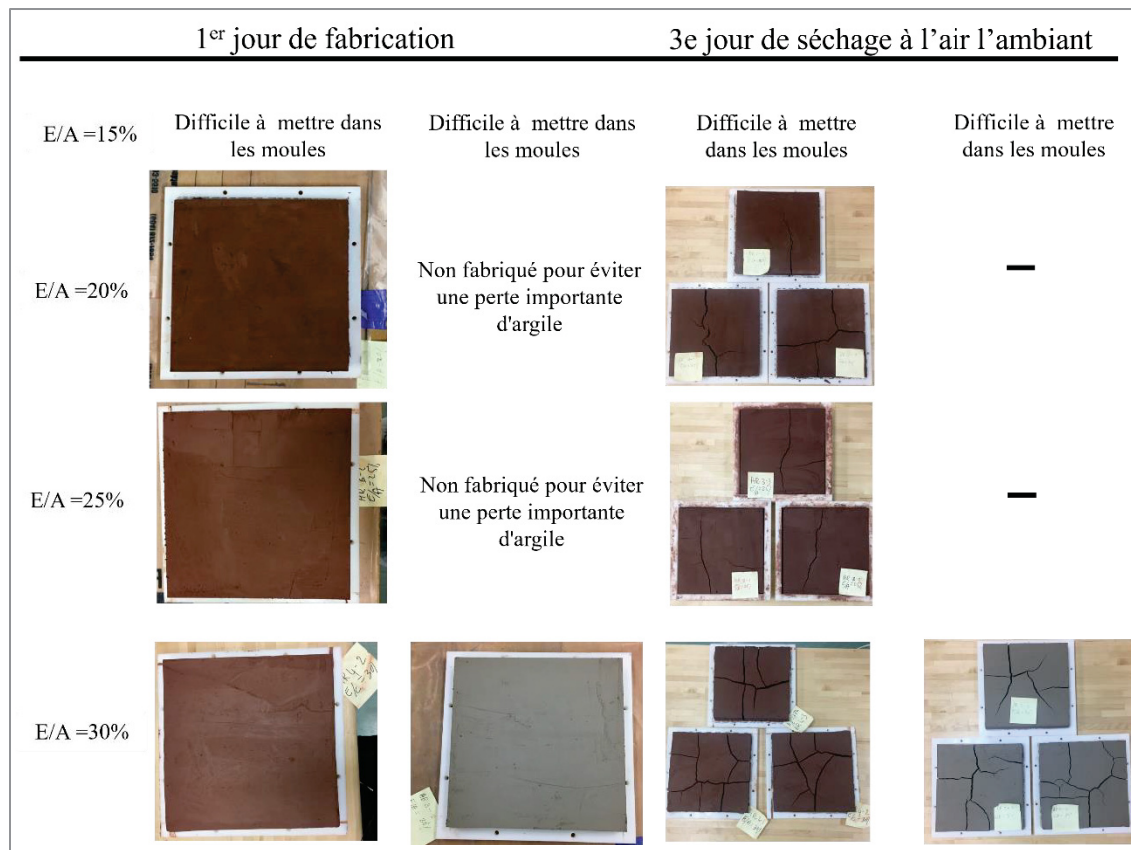 1er jour de fabrication
3e jour de séchage à l'air l'ambiant
E/A =15%
Difficile à mettre dans
les moules
Difficile à mettre dans
les moules
Difficile à mettre
dans les moules
Difficile à mettre
dans les moules
E/A =20%
Non fabriqué pour éviter
une perte importante
d'argile
–
E/A =25%
Non fabriqué pour éviter
une perte importante
d'argile
–
E/A =30%